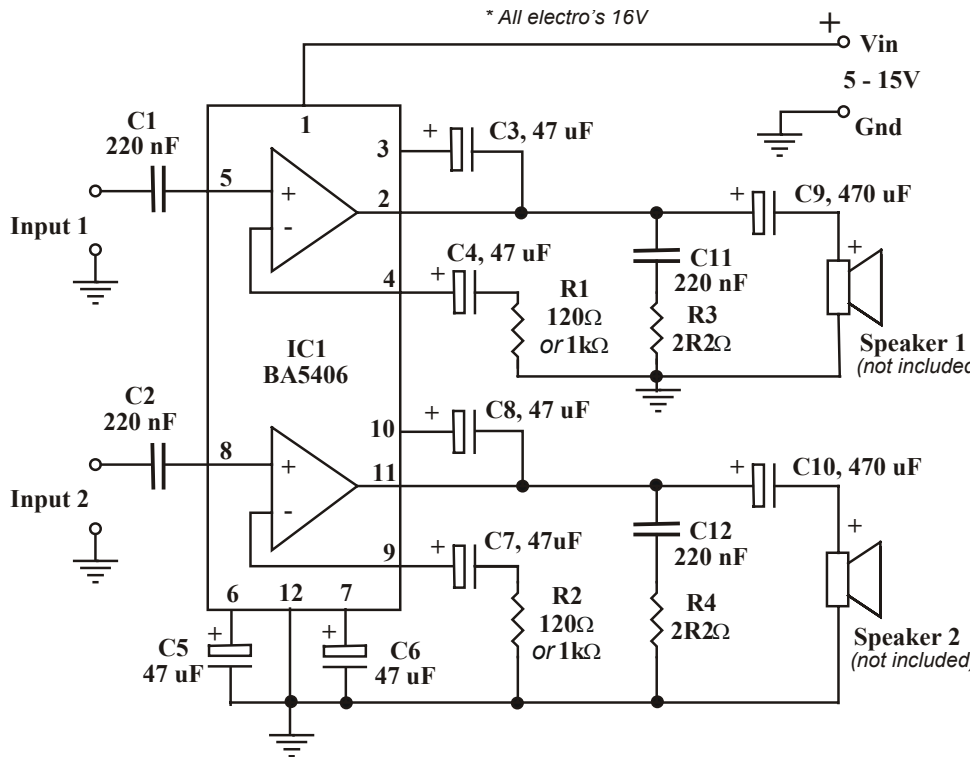 * All electro's 16V
+
Vin
5 - 15V
Gnd
C1
220 nF
1
3
+
C3, 47 uF
5
+
-
2
Input 1
4
+
C4, 47 uF
+
C9, 470 uF
C11
220 nF
R1
120Ω
or 1kΩ
R3
2R2Ω
+
Speaker 1
(not included
IC1
BA5406
C2
220 nF
10
+
C8, 47 uF
8
+
-
11
Input 2
9
+
C7, 47uF
+
C10, 470 uF
C12
220 nF
R2
120Ω
or 1kΩ
R4
2R2Ω
+
Speaker 2
(not included)
6
12
7
+
C5
47 uF
+
C6
47 uF